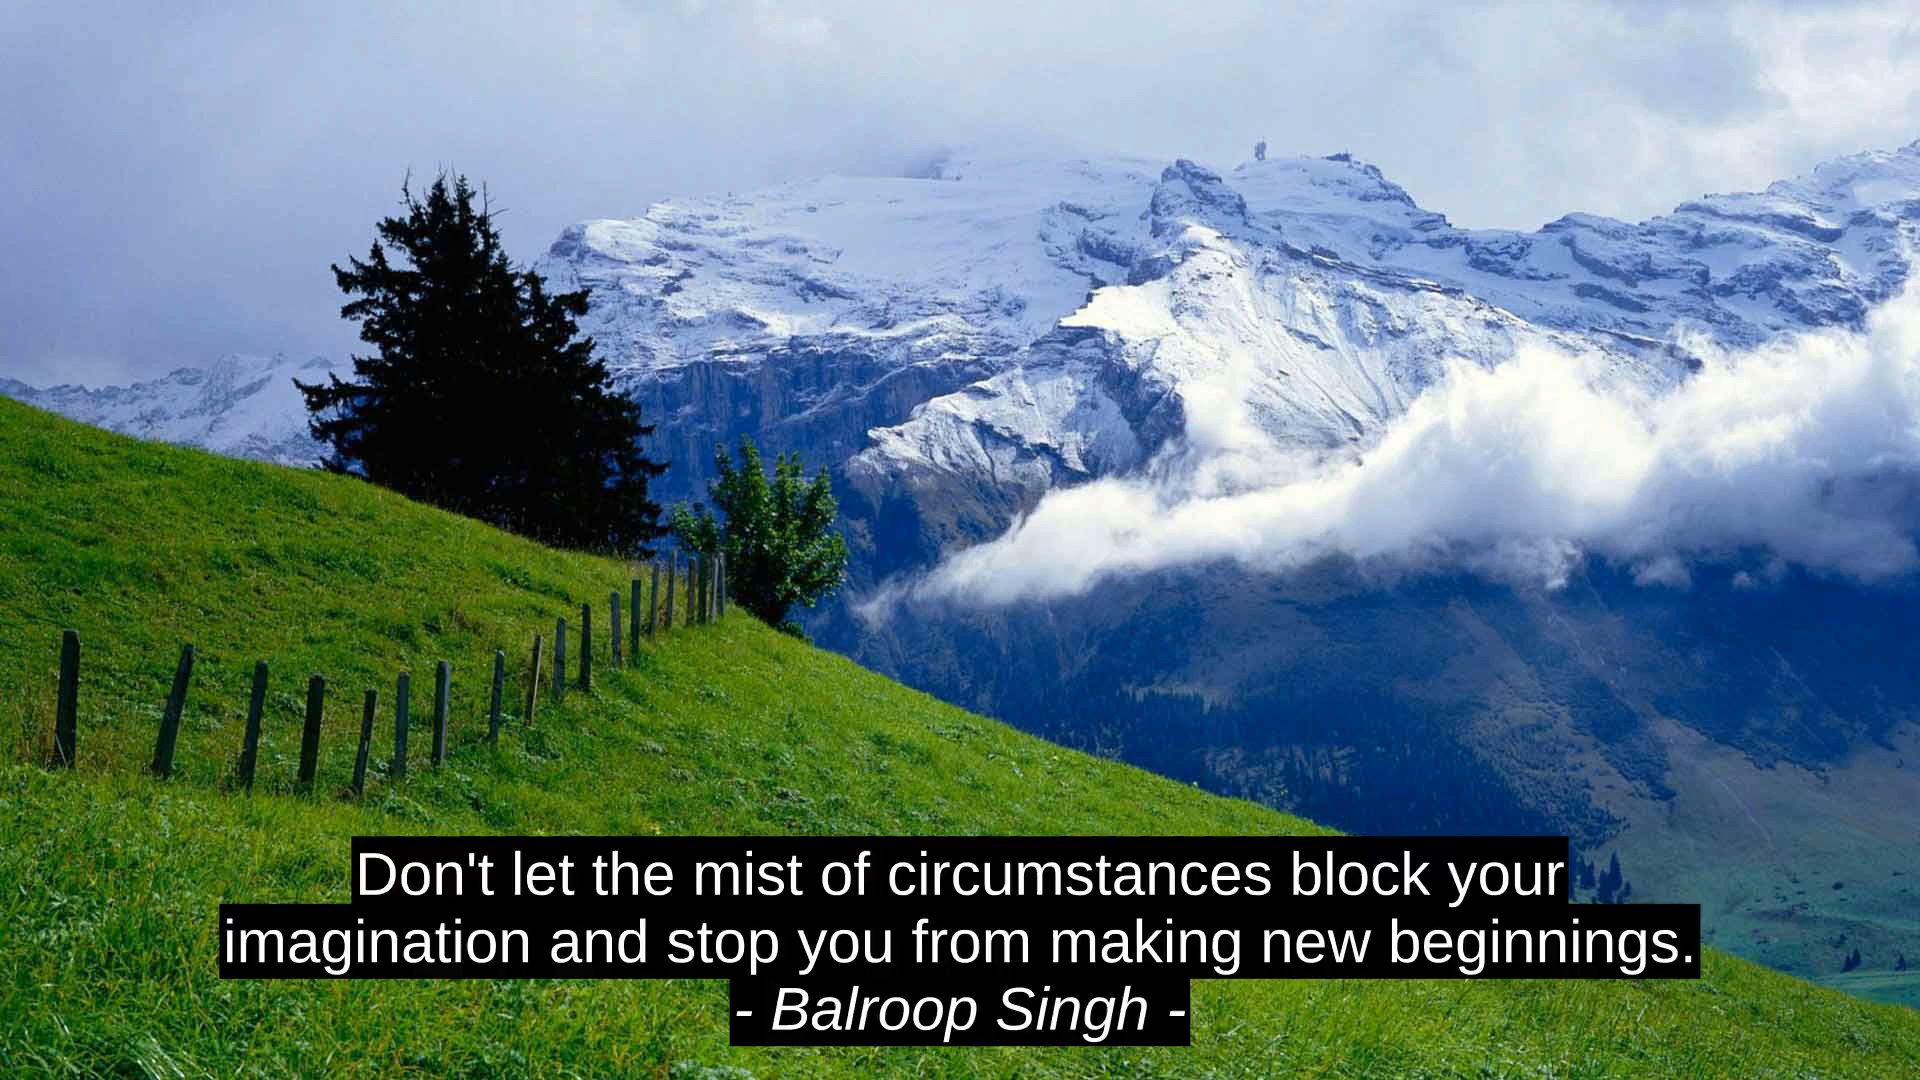 Don't let the mist of circumstances block your
imagination and stop you from making new beginnings.
- Balroop Singh -